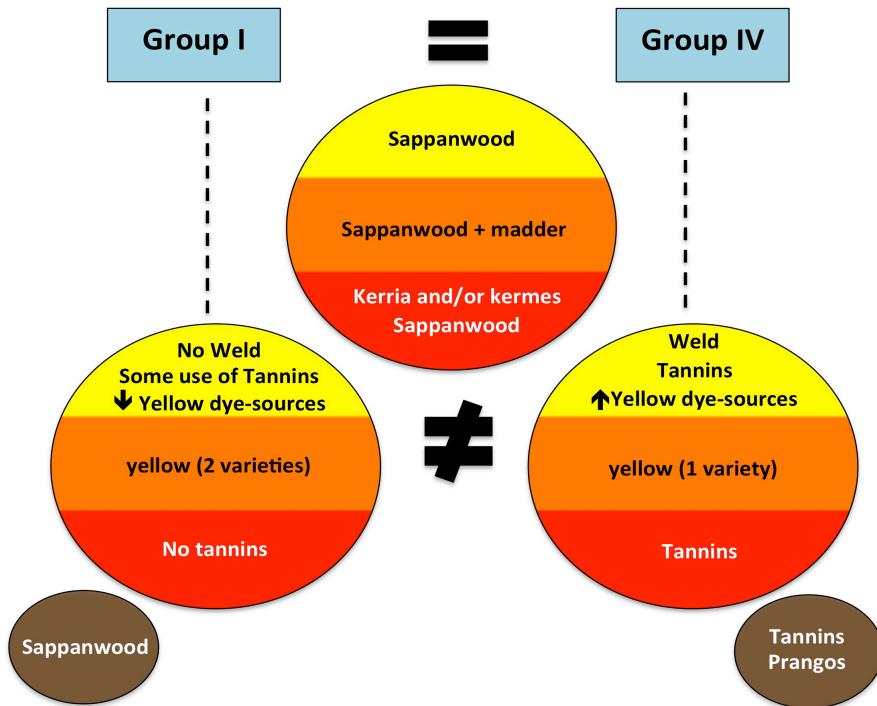 Group I
=
Group IV
Sappanwood
Sappanwood + madder
Kerria and/or kermes
Sappanwood
No Weld
Some use of Tannins
↓ Yellow dye-sources
yellow (2 varieties)
No tannins
Sappanwood
≠
Weld
Tannins
↑Yellow dye-sources
yellow (1 variety)
Tannins
Tannins
Prangos